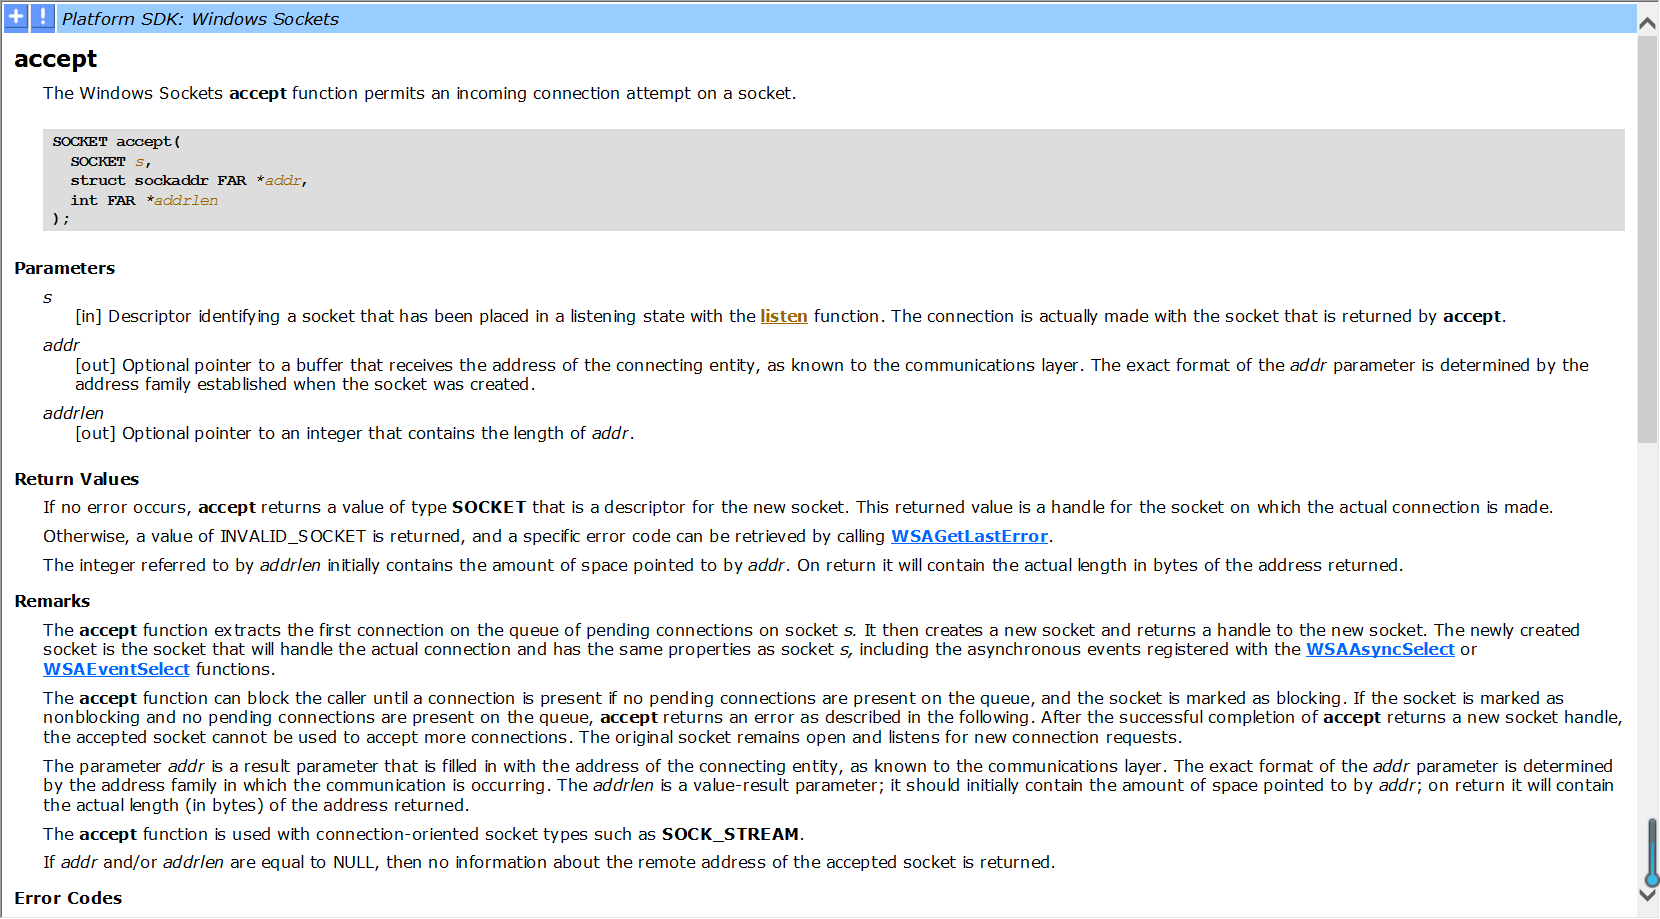 Platform SDK: Windows Sockets
accept
The Windows Sockets accept function permits an incoming connection attempt on a socket.
SOCKET accept(
SOCKET s,
struct sockaddr FAR *addr,
int FAR *addrlen
);
Parameters
s
[in] Descriptor identifying a socket that has been placed in a listening state with the listen function. The connection is actually made with the socket that is returned by accept.
addr
[out] Optional pointer to a buffer that receives the address of the connecting entity, as known to the communications layer. The exact format of the addr parameter is determined by the
address family established when the socket was created.
addrlen
[out] Optional pointer to an integer that contains the length of addr.
Return Values
If no error occurs, accept returns a value of type SOCKET that is a descriptor for the new socket. This returned value is a handle for the socket on which the actual connection is made.
Otherwise, a value of INVALID_SOCKET is returned, and a specific error code can be retrieved by calling WSAGetLastError.
The integer referred to by addrlen initially contains the amount of space pointed to by addr. On return it will contain the actual length in bytes of the address returned.
Remarks
The accept function extracts the first connection on the queue of pending connections on socket s. It then creates a new socket and returns a handle to the new socket. The newly created
socket is the socket that will handle the actual connection and has the same properties as socket s, including the asynchronous events registered with the WSAAsyncSelect or
WSAEventSelect functions.
The accept function can block the caller until a connection is present if no pending connections are present on the queue, and the socket is marked as blocking. If the socket is marked as
nonblocking and no pending connections are present on the queue, accept returns an error as described in the following. After the successful completion of accept returns a new socket handle,
the accepted socket cannot be used to accept more connections. The original socket remains open and listens for new connection requests.
The parameter addr is a result parameter that is filled in with the address of the connecting entity, as known to the communications layer. The exact format of the addr parameter is determined
by the address family in which the communication is occurring. The addrlen is a value-result parameter; it should initially contain the amount of space pointed to by addr; on return it will contain
the actual length (in bytes) of the address returned.
The accept function is used with connection-oriented socket types such as SOCK_STREAM.
If addr and/or addrlen are equal to NULL, then no information about the remote address of the accepted socket is returned.
Error Codes